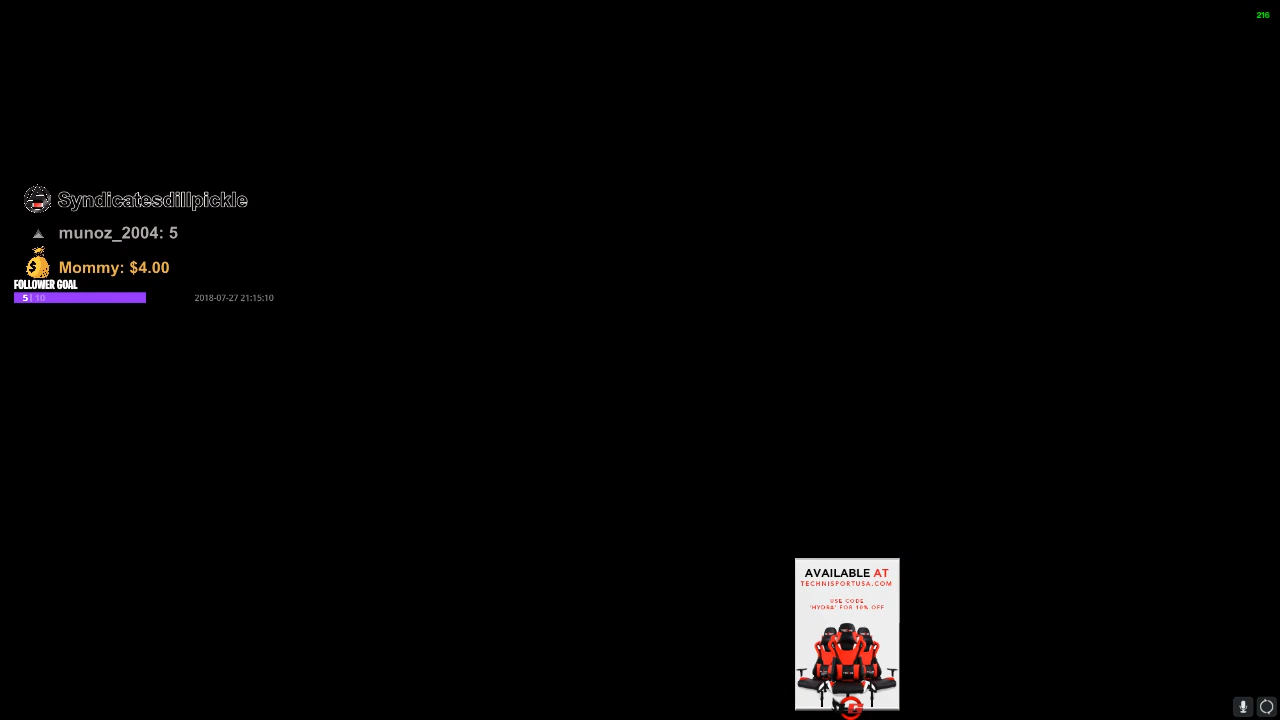 216
Syndicatesdillpickle
munoz_2004: 5
Mommy: $4.00
FOLLOWER GOAL
5 | 10
2018-07-27 21:15:10
AVAILABLE AT
TECHNISPORTUSA.COM
USE CODE
'HYDRA' FOR 10% OFF